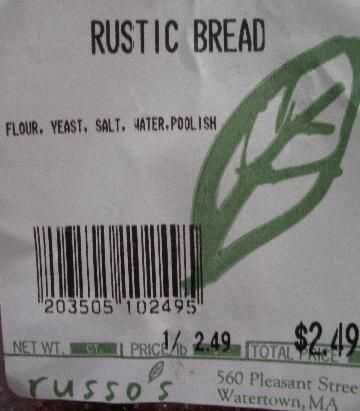 RUSTIC BREAD
FLOUR, YEAST, SALT, WATER,POOLISH
203505 102495
NET WT. CT. PRICE/lb 1/ 2.49 TOTAL PRICE $2.49
russo's
560 Pleasant Stree
Watertown, MA